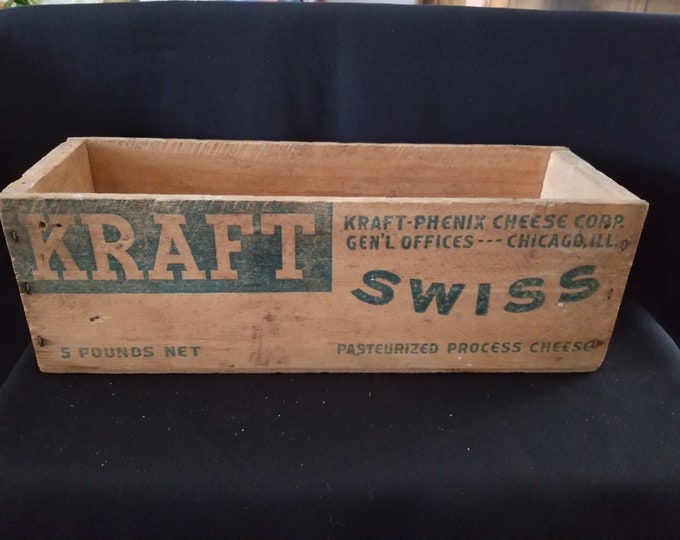 KRAFT
5 POUNDS NET
KRAFT-PHENIX CHEESE CORP.
GEN'L OFFICES --- CHICAGO, ILL.
SWISS
PASTEURIZED PROCESS CHEESE